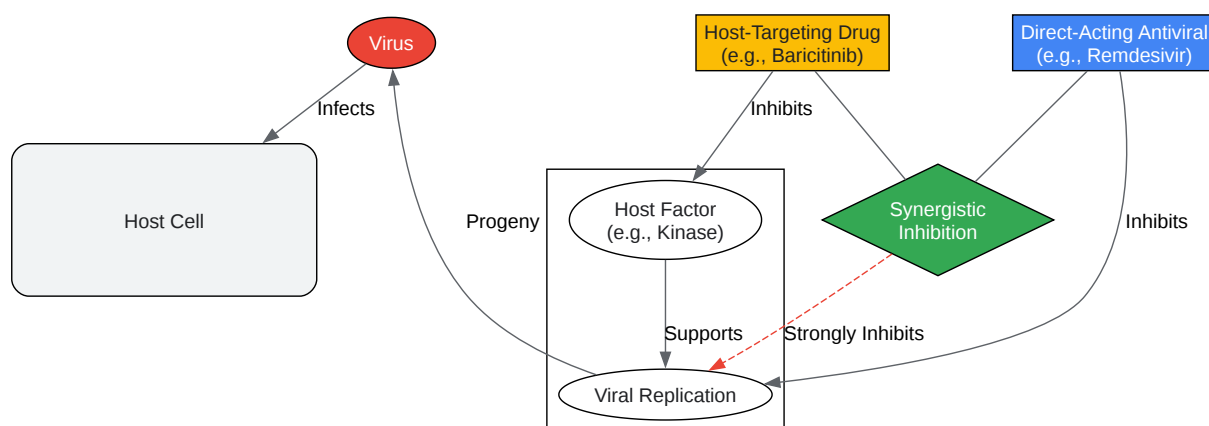 Virus
Host-Targeting Drug
(e.g., Baricitinib)
Direct-Acting Antiviral
(e.g., Remdesivir)
Infects
Inhibits
Host Cell
Progeny
Host Factor
(e.g., Kinase)
Synergistic
Inhibition
Inhibits
Supports
Strongly Inhibits
Viral Replication